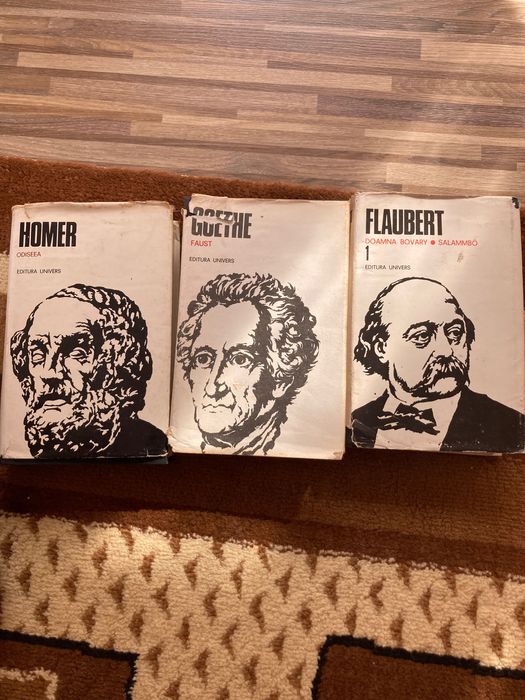 HOMER
ODISEEA
EDITURA UNIVERS
GOETHE
FAUST
EDITURA UNIVERS
FLAUBERT
DOAMNA BOVARY • SALAMMBÔ
1
EDITURA UNIVERS